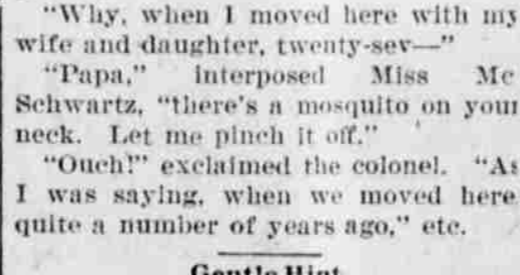 "Why, when I moved here with my
wife and daughter, twenty-sev—"
"Papa," interposed Miss Mc
Schwartz, "there's a mosquito on your
neck. Let me pinch it off."
"Ouch!" exclaimed the colonel. "As
I was saying, when we moved here
quite a number of years ago," etc.
Gentle Hint